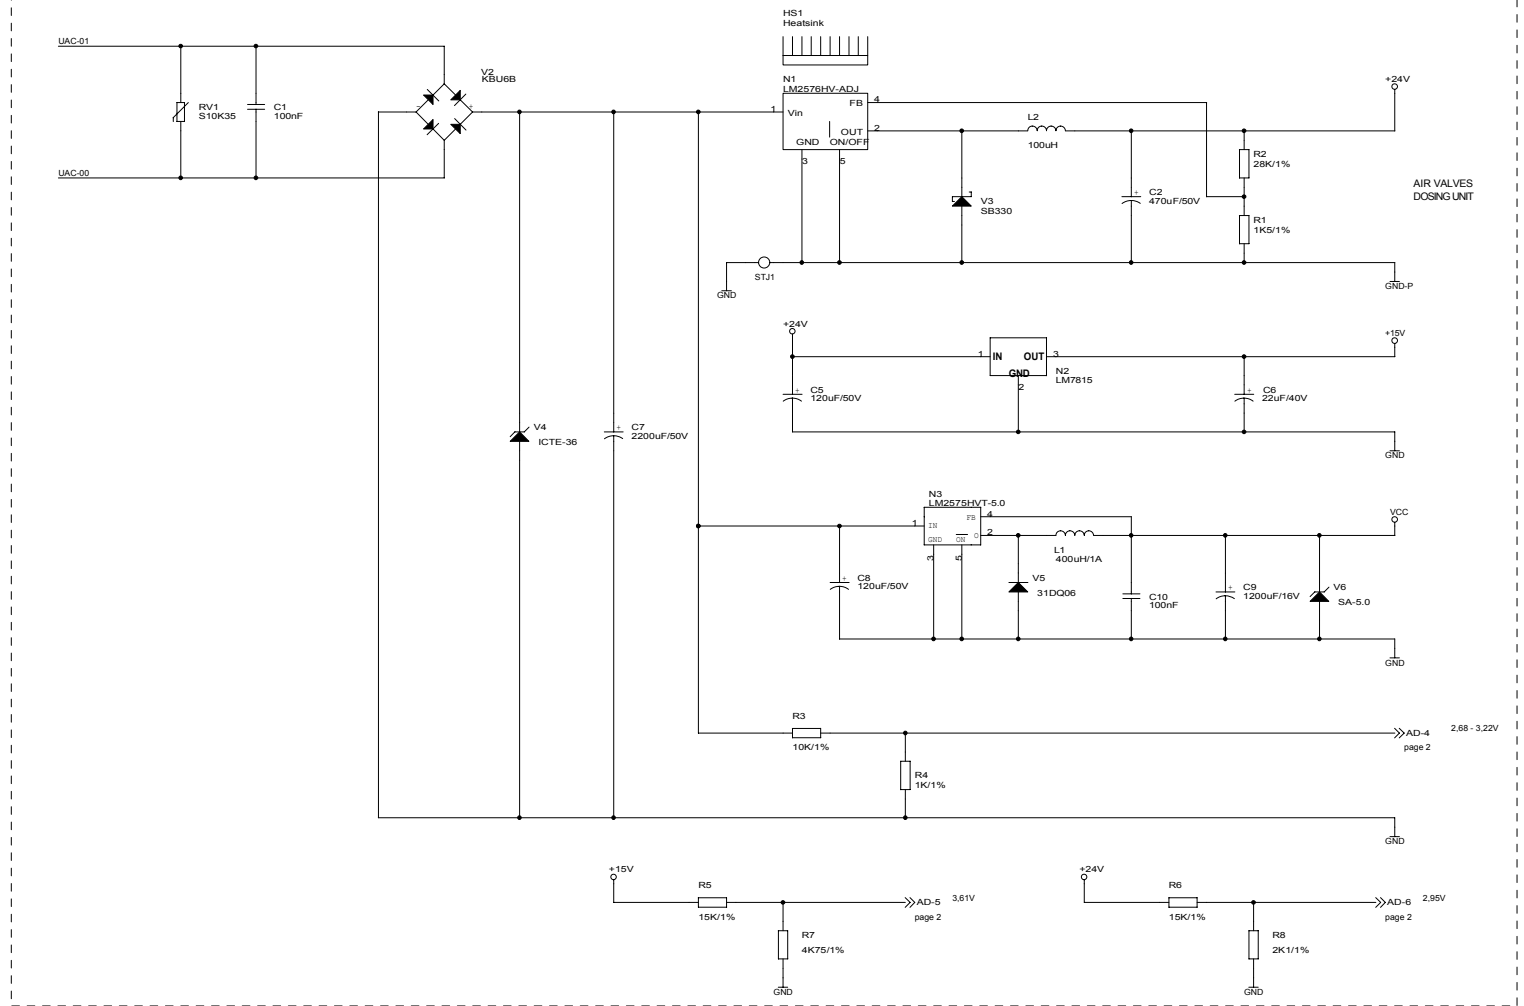 HS1
Heatsink
UAC-01
V2
KBU6B
N1
LM2576HV-ADJ
+24V
RV1
S10K35
C1
100nF
-
+
1
Vin
FB
4
OUT
2
GND
ON/OFF
3
5
L2
100uH
R2
28K/1%
UAC-00
V3
SB330
+
C2
470uF/50V
R1
1K5/1%
AIR VALVES
DOSING UNIT
STJ1
GND
GND-P
+24V
+15V
1
IN
OUT
3
GND
2
N2
LM7815
+
C5
120uF/50V
+
C6
22uF/40V
GND
V4
ICTE-36
+
C7
2200uF/50V
N3
LM2575HVT-5.0
VCC
1
IN
FB
4
GND
ON
O
2
3
5
L1
400uH/1A
+
C8
120uF/50V
V5
31DQ06
C10
100nF
+
C9
1200uF/16V
V6
SA-5.0
GND
R3
10K/1%
AD-4
2,68 - 3,22V
page 2
R4
1K/1%
GND
+15V
R5
15K/1%
AD-5
3,61V
page 2
R7
4K75/1%
GND
+24V
R6
15K/1%
AD-6
2,95V
page 2
R8
2K1/1%
GND